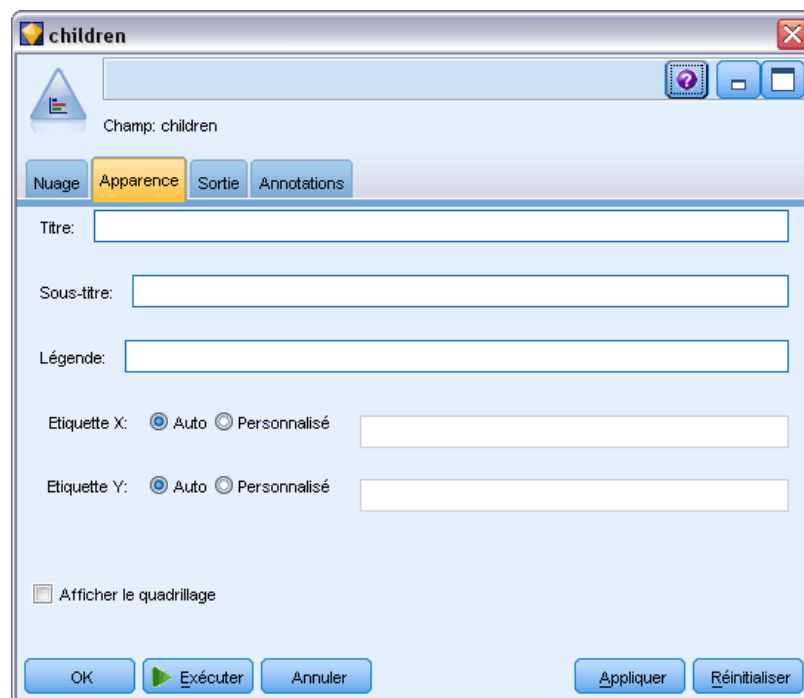 children
Champ: children
Nuage Apparence Sortie Annotations
Titre:
Sous-titre:
Légende:
Etiquette X: Auto Personnalisé
Etiquette Y: Auto Personnalisé
Afficher le quadrillage
OK Exécuter Annuler Appliquer Réinitialiser